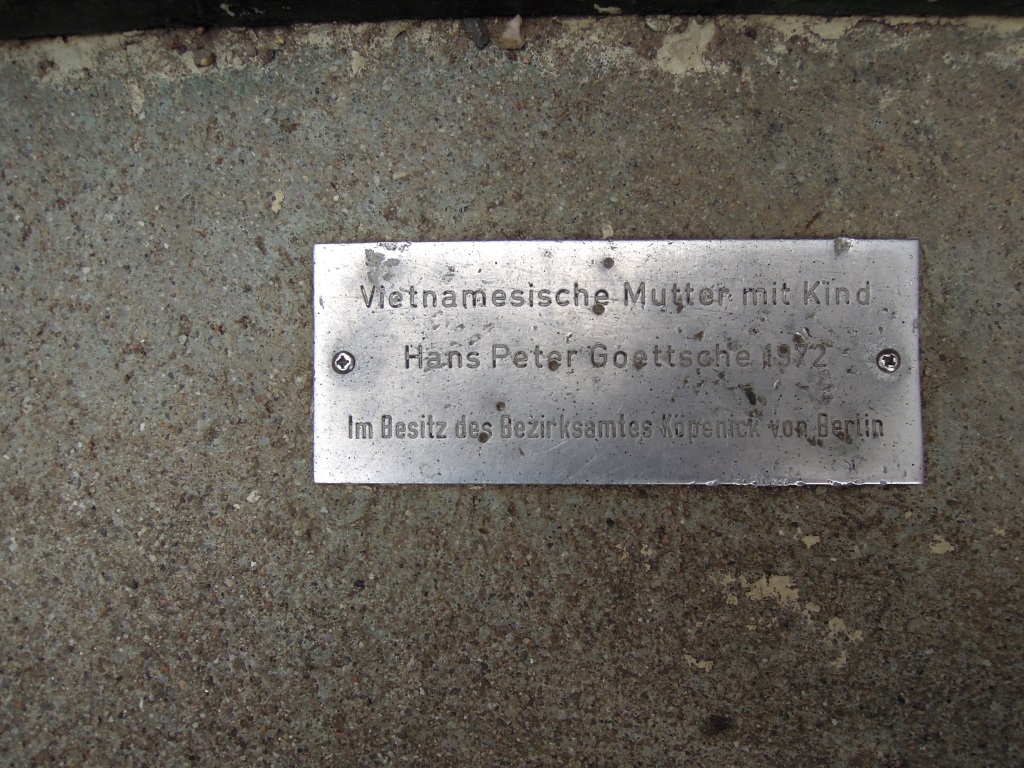 Vietnamesische Mutter mit Kind
Hans Peter Goettsche 1972
Im Besitz des Bezirksamtes Köpenick von Berlin